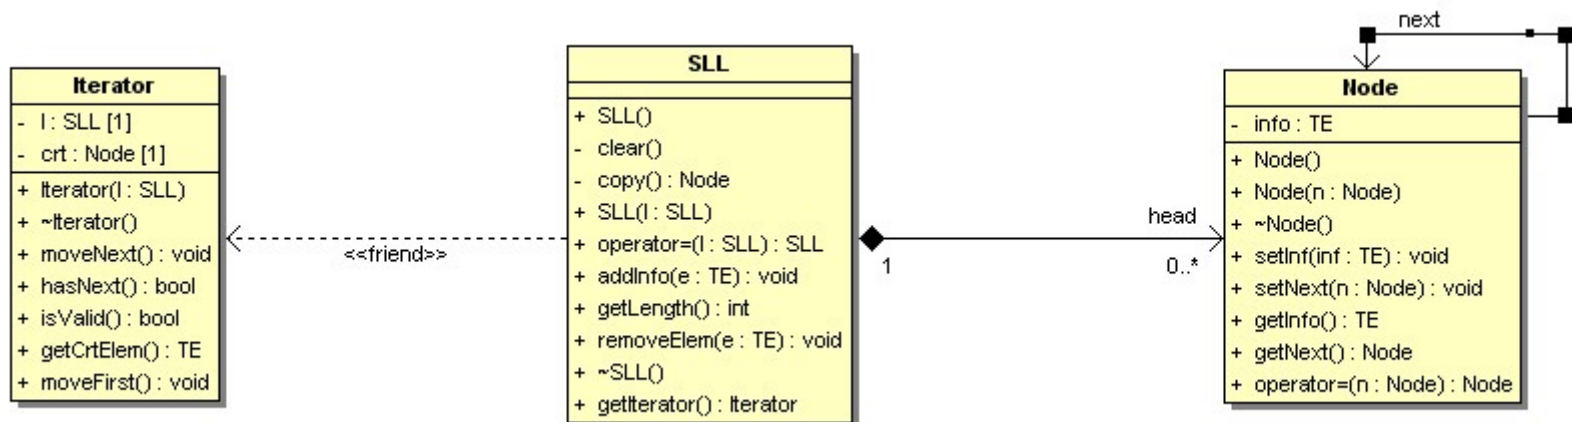 Iterator
- l : SLL [1]
- crt : Node [1]
+ Iterator(l : SLL)
+ ~Iterator()
+ moveNext() : void
+ hasNext() : bool
+ isValid() : bool
+ getCrtElem() : TE
+ moveFirst() : void
<<friend>>
SLL
+ SLL()
- clear()
- copy() : Node
+ SLL(l : SLL)
+ operator=(l : SLL) : SLL
+ addInfo(e : TE) : void
+ getLength() : int
+ removeElem(e : TE) : void
+ ~SLL()
+ getIterator() : Iterator
1
head
0..*
next
Node
- info : TE
+ Node()
+ Node(n : Node)
+ ~Node()
+ setInf(inf : TE) : void
+ setNext(n : Node) : void
+ getInfo() : TE
+ getNext() : Node
+ operator=(n : Node) : Node